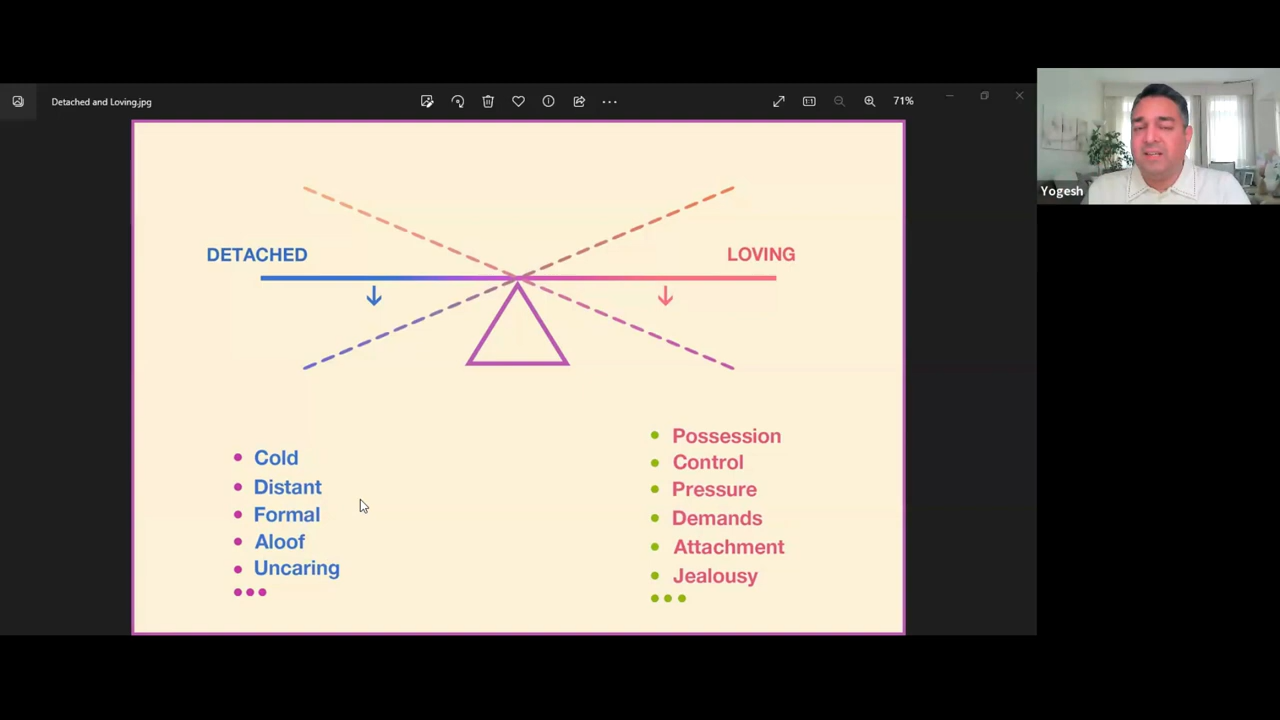 Detached and Loving.jpg
71%
Yogesh
DETACHED
LOVING
Cold
Distant
Formal
Aloof
Uncaring
•••
Possession
Control
Pressure
Demands
Attachment
Jealousy
•••